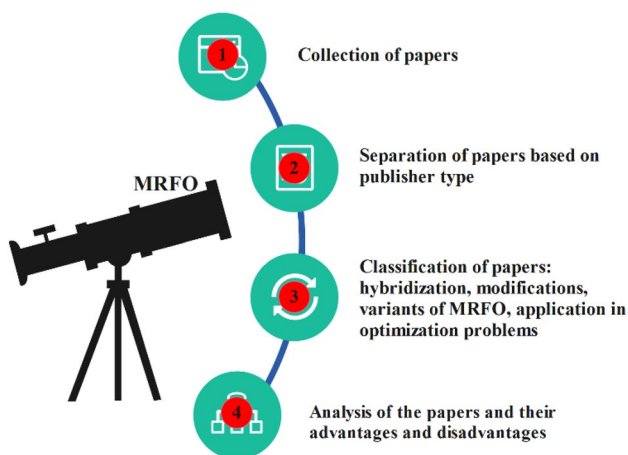 1
Collection of papers
2
Separation of papers based on
publisher type
MRFO
3
Classification of papers:
hybridization, modifications,
variants of MRFO, application in
optimization problems
4
Analysis of the papers and their
advantages and disadvantages